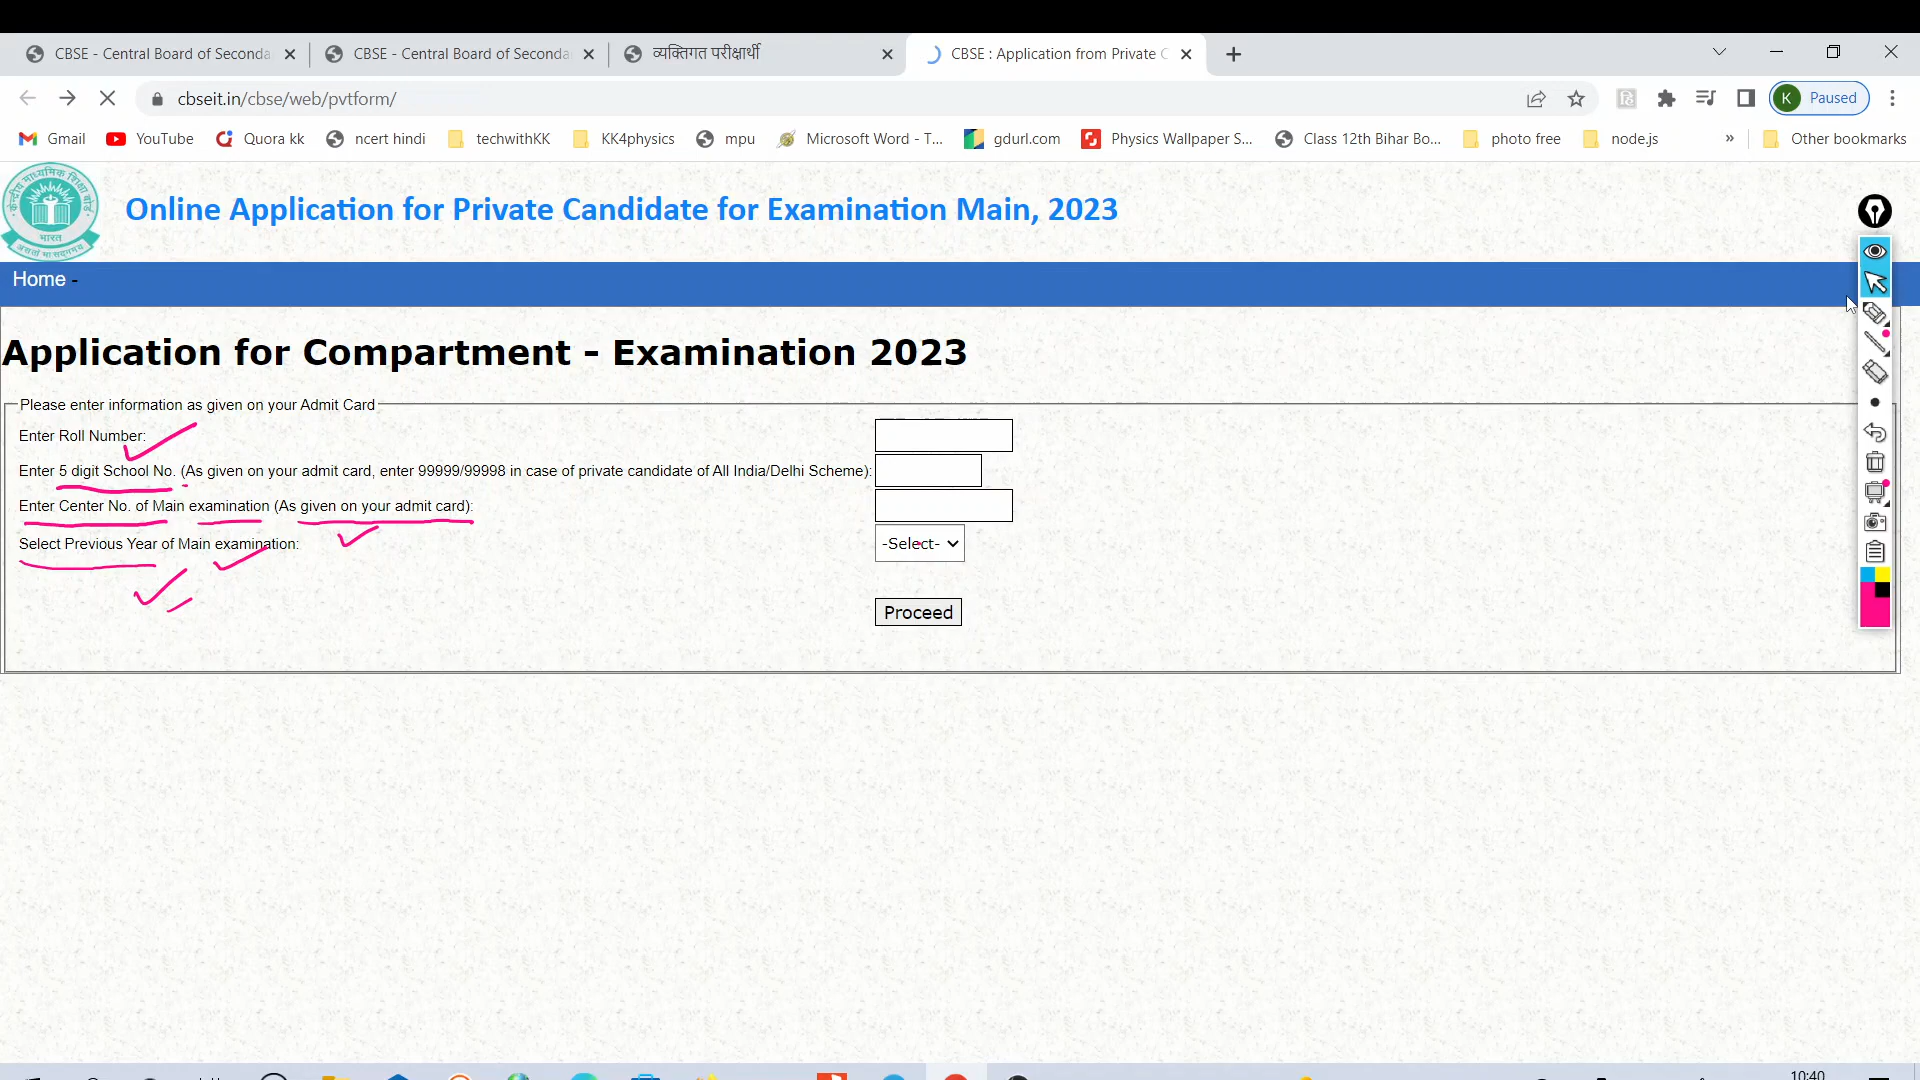 CBSE - Central Board of Seconda
CBSE - Central Board of Seconda
व्यक्तिगत परीक्षार्थी
CBSE : Application from Private C
cbseit.in/cbse/web/pvtform/
K Paused
Gmail
YouTube
Quora kk
ncert hindi
techwithKK
KK4physics
mpu
Microsoft Word - T...
gdurl.com
Physics Wallpaper S...
Class 12th Bihar Bo...
photo free
node.js
»
Other bookmarks
केन्द्रीय माध्यमिक शिक्षा बोर्ड
भारत
असतो मा सद्गमय
Online Application for Private Candidate for Examination Main, 2023
Home -
Application for Compartment - Examination 2023
Please enter information as given on your Admit Card
Enter Roll Number:
Enter 5 digit School No. (As given on your admit card, enter 99999/99998 in case of private candidate of All India/Delhi Scheme):
Enter Center No. of Main examination (As given on your admit card):
Select Previous Year of Main examination:
-Select-
Proceed
10:40